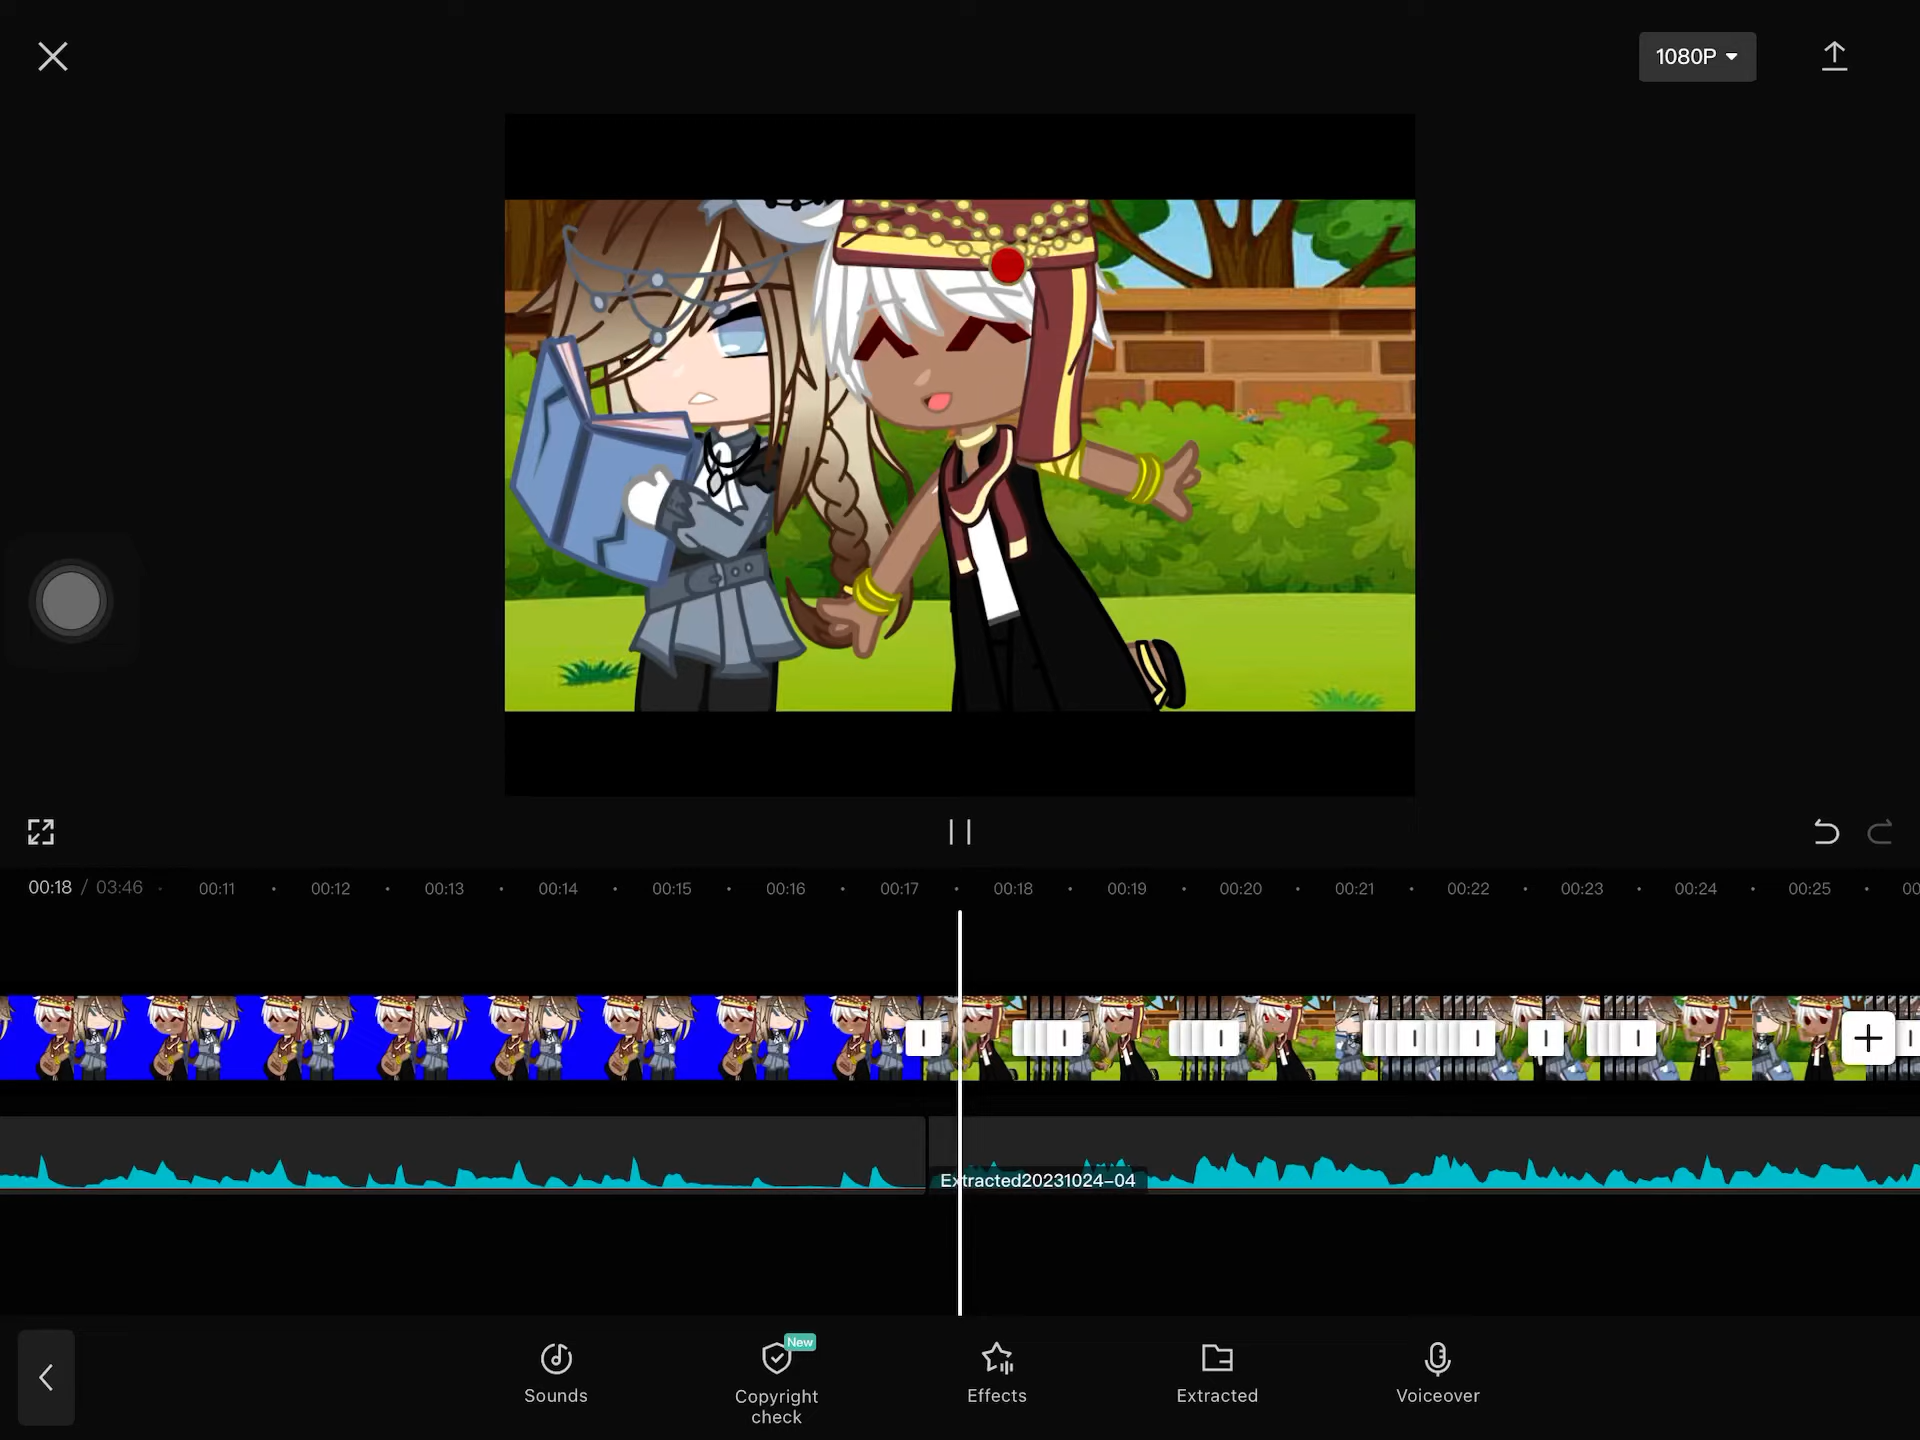 1080P
00:18 / 03:46
00:11
00:12
00:13
00:14
00:15
00:16
00:17
00:18
00:19
00:20
00:21
00:22
00:23
00:24
00:25
00
Extracted20231024-04
Sounds
New
Copyright
check
Effects
Extracted
Voiceover